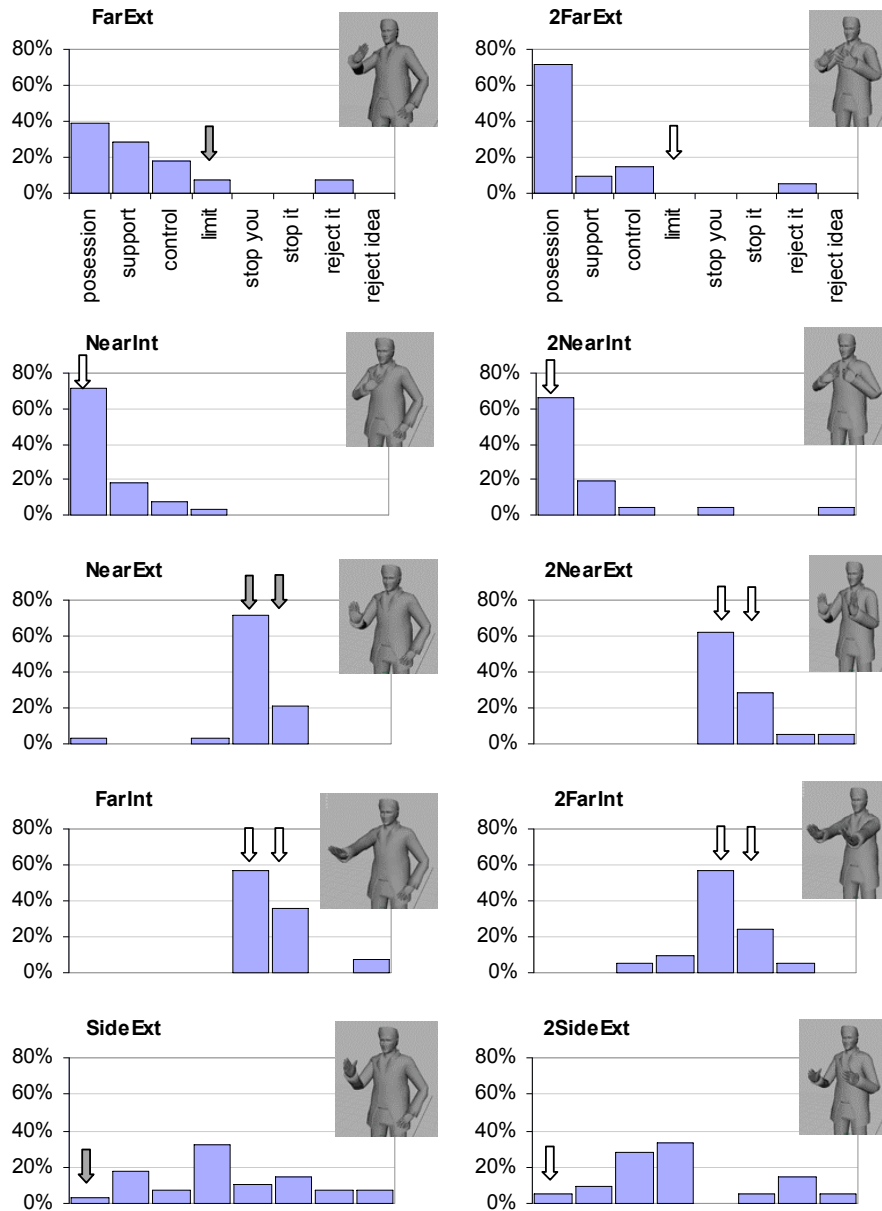 FarExt
80%
60%
40%
20%
0%
posession
support
control
limit
stop you
stop it
reject it
reject idea
2FarExt
80%
60%
40%
20%
0%
posession
support
control
limit
stop you
stop it
reject it
reject idea
NearInt
80%
60%
40%
20%
0%
2NearInt
80%
60%
40%
20%
0%
NearExt
80%
60%
40%
20%
0%
2NearExt
80%
60%
40%
20%
0%
FarInt
80%
60%
40%
20%
0%
2FarInt
80%
60%
40%
20%
0%
SideExt
80%
60%
40%
20%
0%
2SideExt
80%
60%
40%
20%
0%